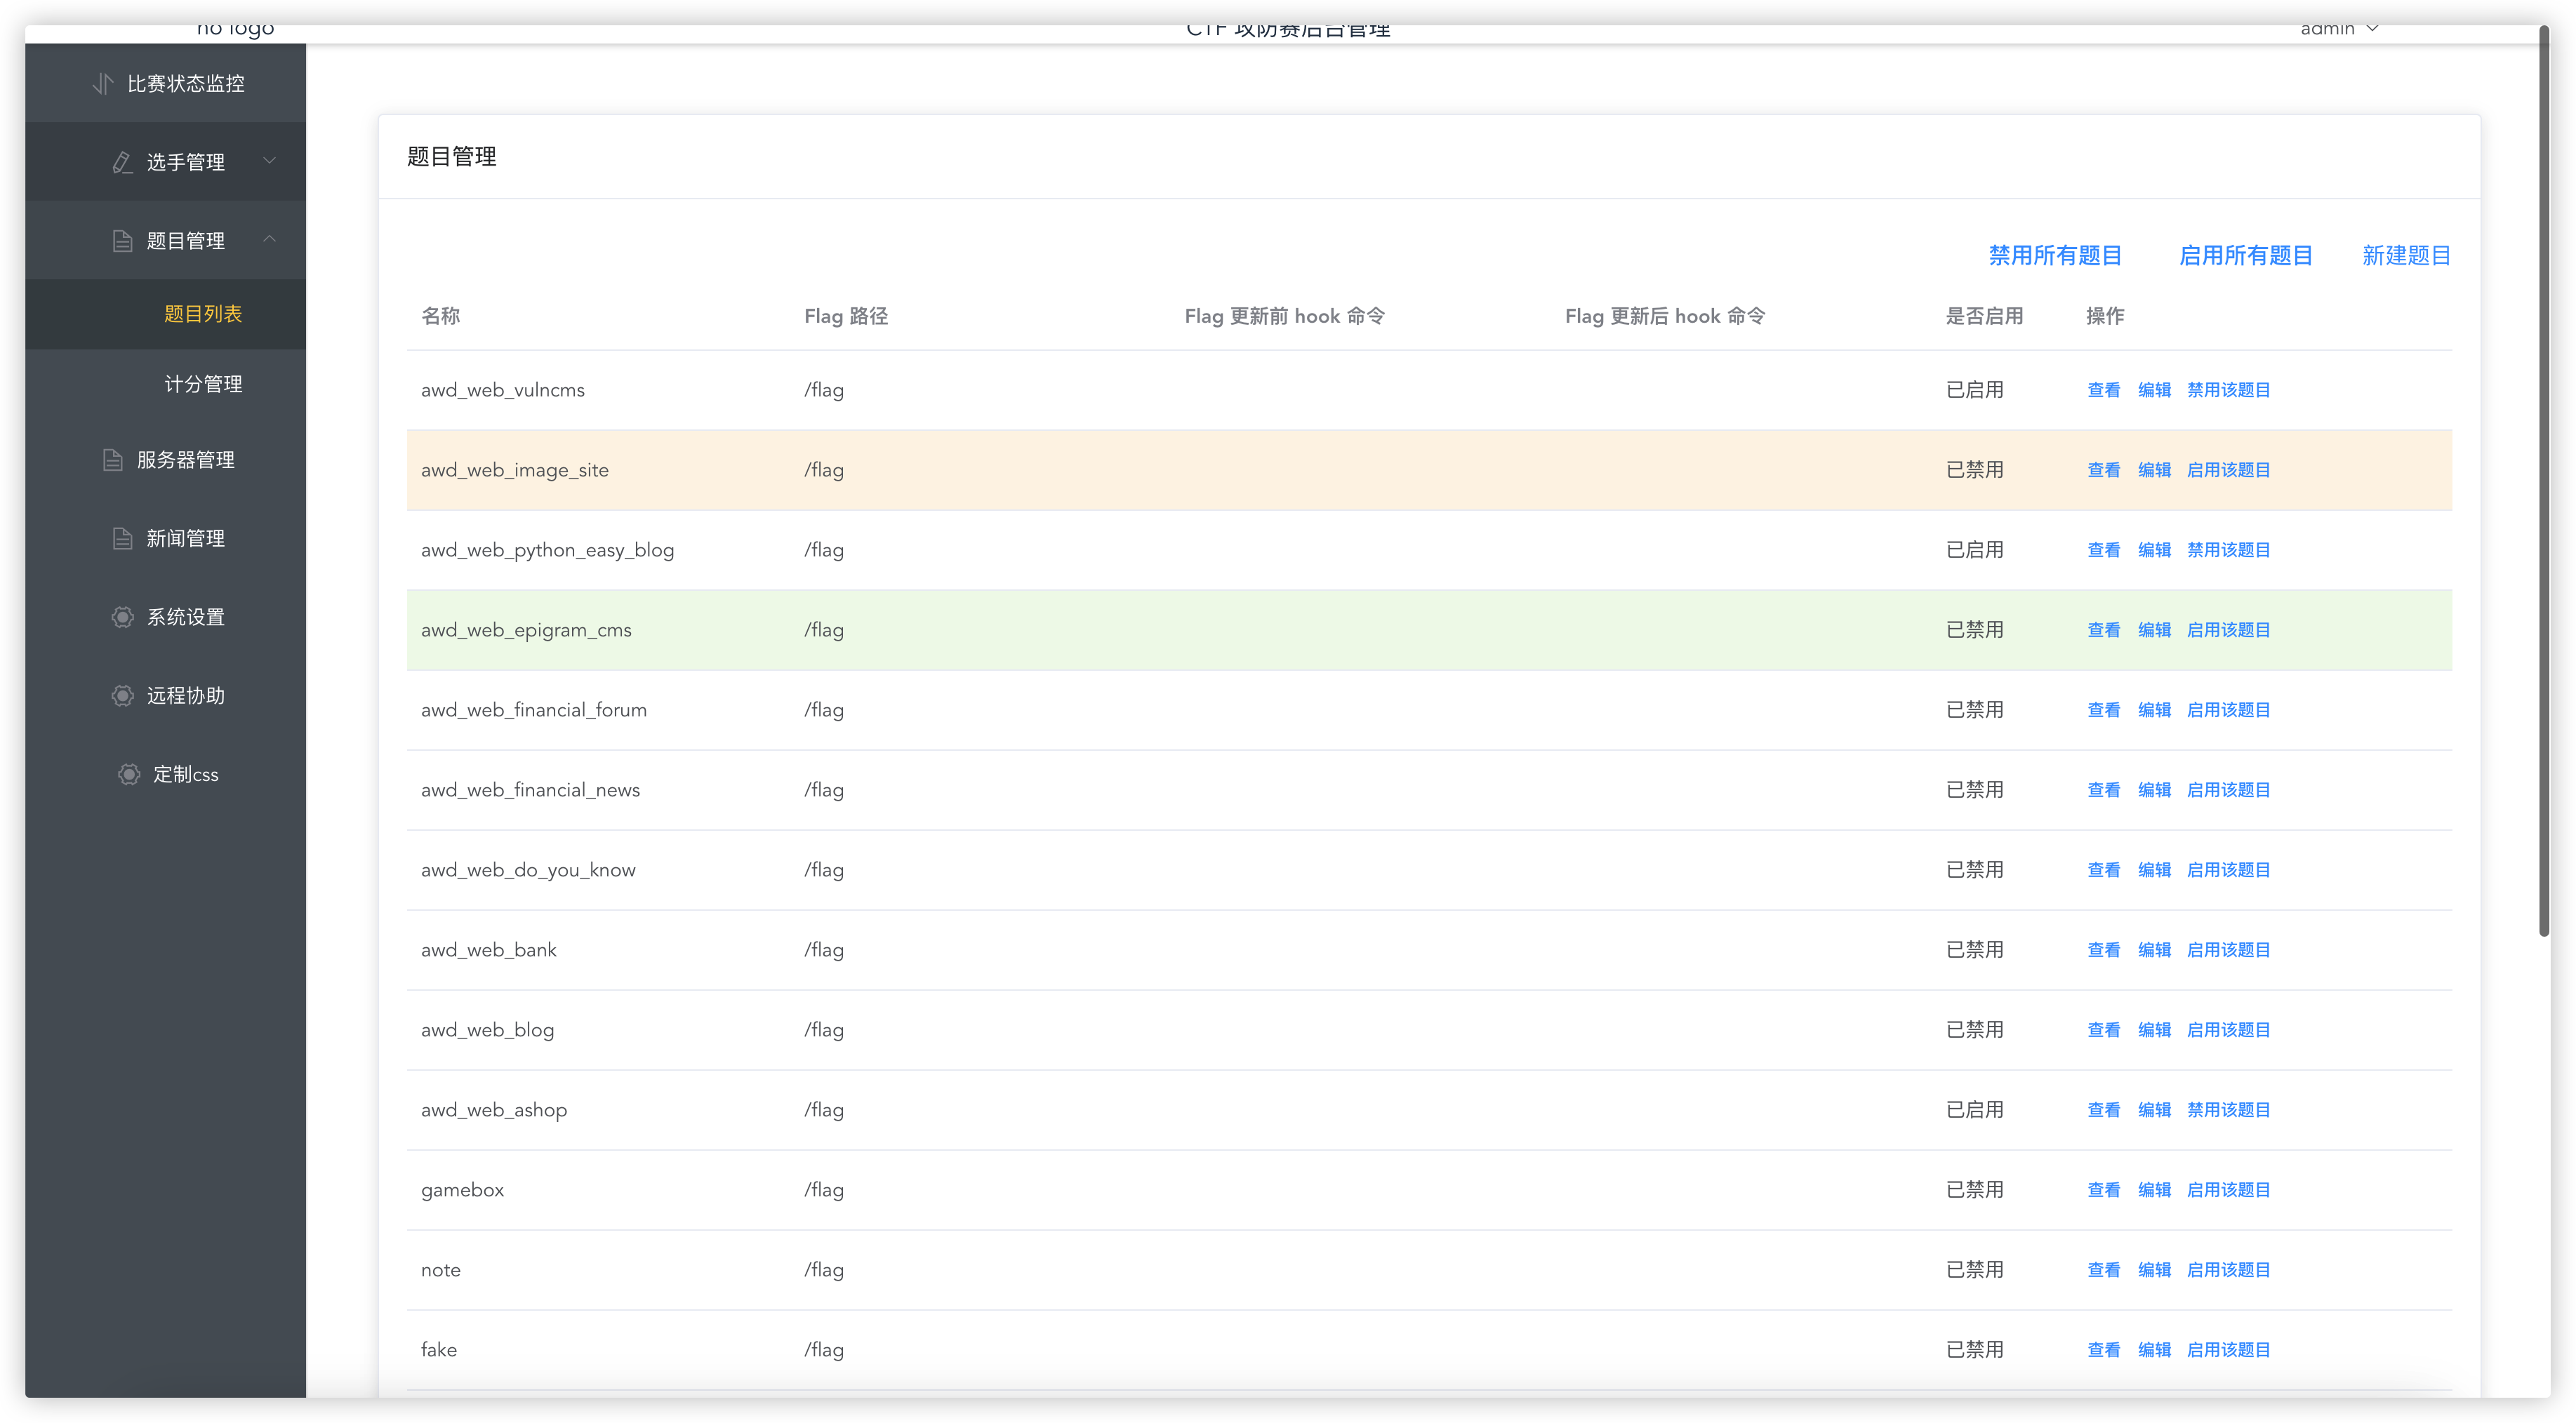 no logo
CTF 攻防赛后台管理
admin
比赛状态监控
选手管理
题目管理
题目列表
计分管理
服务器管理
新闻管理
系统设置
远程协助
定制css
题目管理
禁用所有题目 启用所有题目 新建题目
名称 Flag 路径 Flag 更新前 hook 命令 Flag 更新后 hook 命令 是否启用 操作
awd_web_vulncms /flag 已启用 查看 编辑 禁用该题目
awd_web_image_site /flag 已禁用 查看 编辑 启用该题目
awd_web_python_easy_blog /flag 已启用 查看 编辑 禁用该题目
awd_web_epigram_cms /flag 已禁用 查看 编辑 启用该题目
awd_web_financial_forum /flag 已禁用 查看 编辑 启用该题目
awd_web_financial_news /flag 已禁用 查看 编辑 启用该题目
awd_web_do_you_know /flag 已禁用 查看 编辑 启用该题目
awd_web_bank /flag 已禁用 查看 编辑 启用该题目
awd_web_blog /flag 已禁用 查看 编辑 启用该题目
awd_web_ashop /flag 已启用 查看 编辑 禁用该题目
gamebox /flag 已禁用 查看 编辑 启用该题目
note /flag 已禁用 查看 编辑 启用该题目
fake /flag 已禁用 查看 编辑 启用该题目